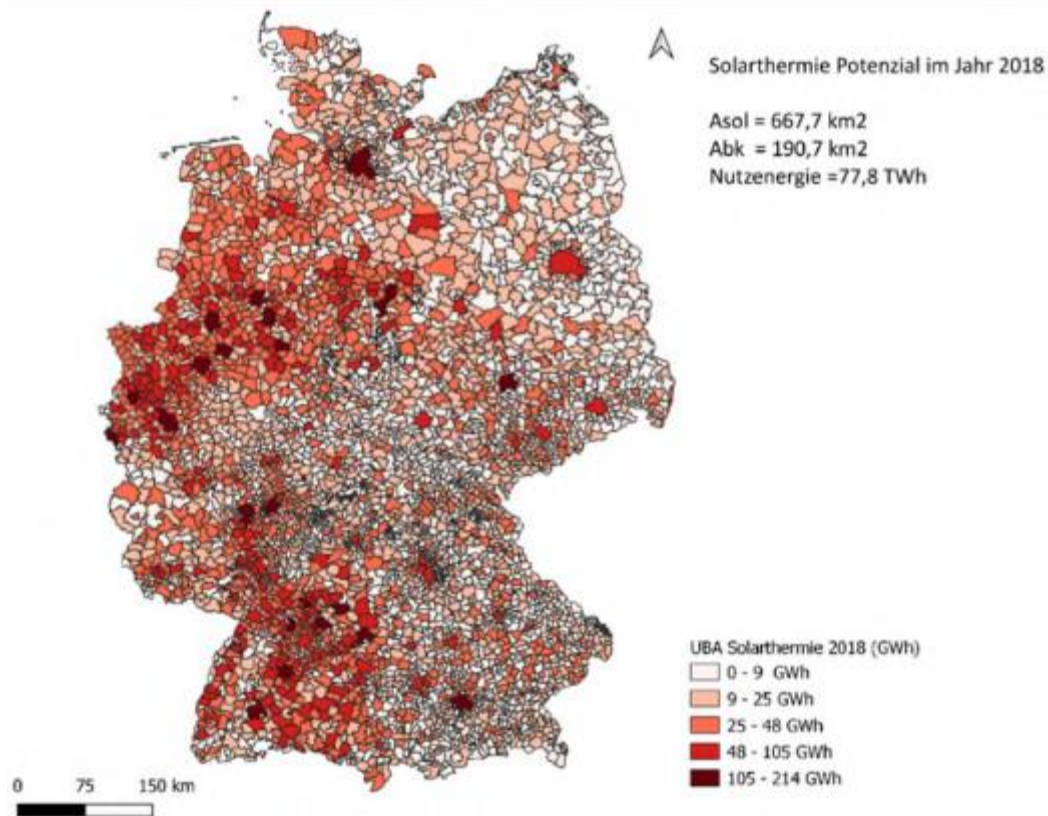 Solarthermie Potenzial im Jahr 2018
Asol = 667,7 km2
Abk = 190,7 km2
Nutzenergie =77,8 TWh
UBA Solarthermie 2018 (GWh)
0 - 9 GWh
9 - 25 GWh
25 - 48 GWh
48 - 105 GWh
105 - 214 GWh
0 75 150 km